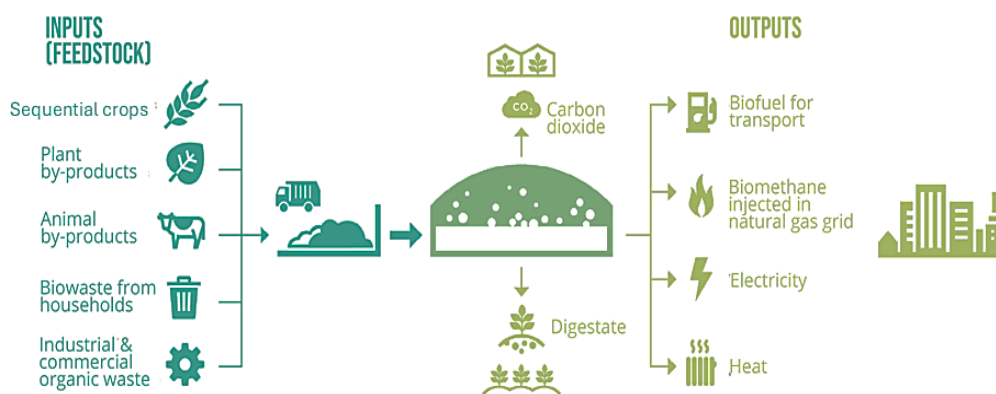 INPUTS
(FEEDSTOCK)
Sequential crops
Plant
by-products
Animal
by-products
Biowaste from
households
Industrial &
commercial
organic waste
CO₂
Carbon
dioxide
Digestate
OUTPUTS
Biofuel for
transport
Biomethane
injected in
natural gas grid
Electricity
Heat